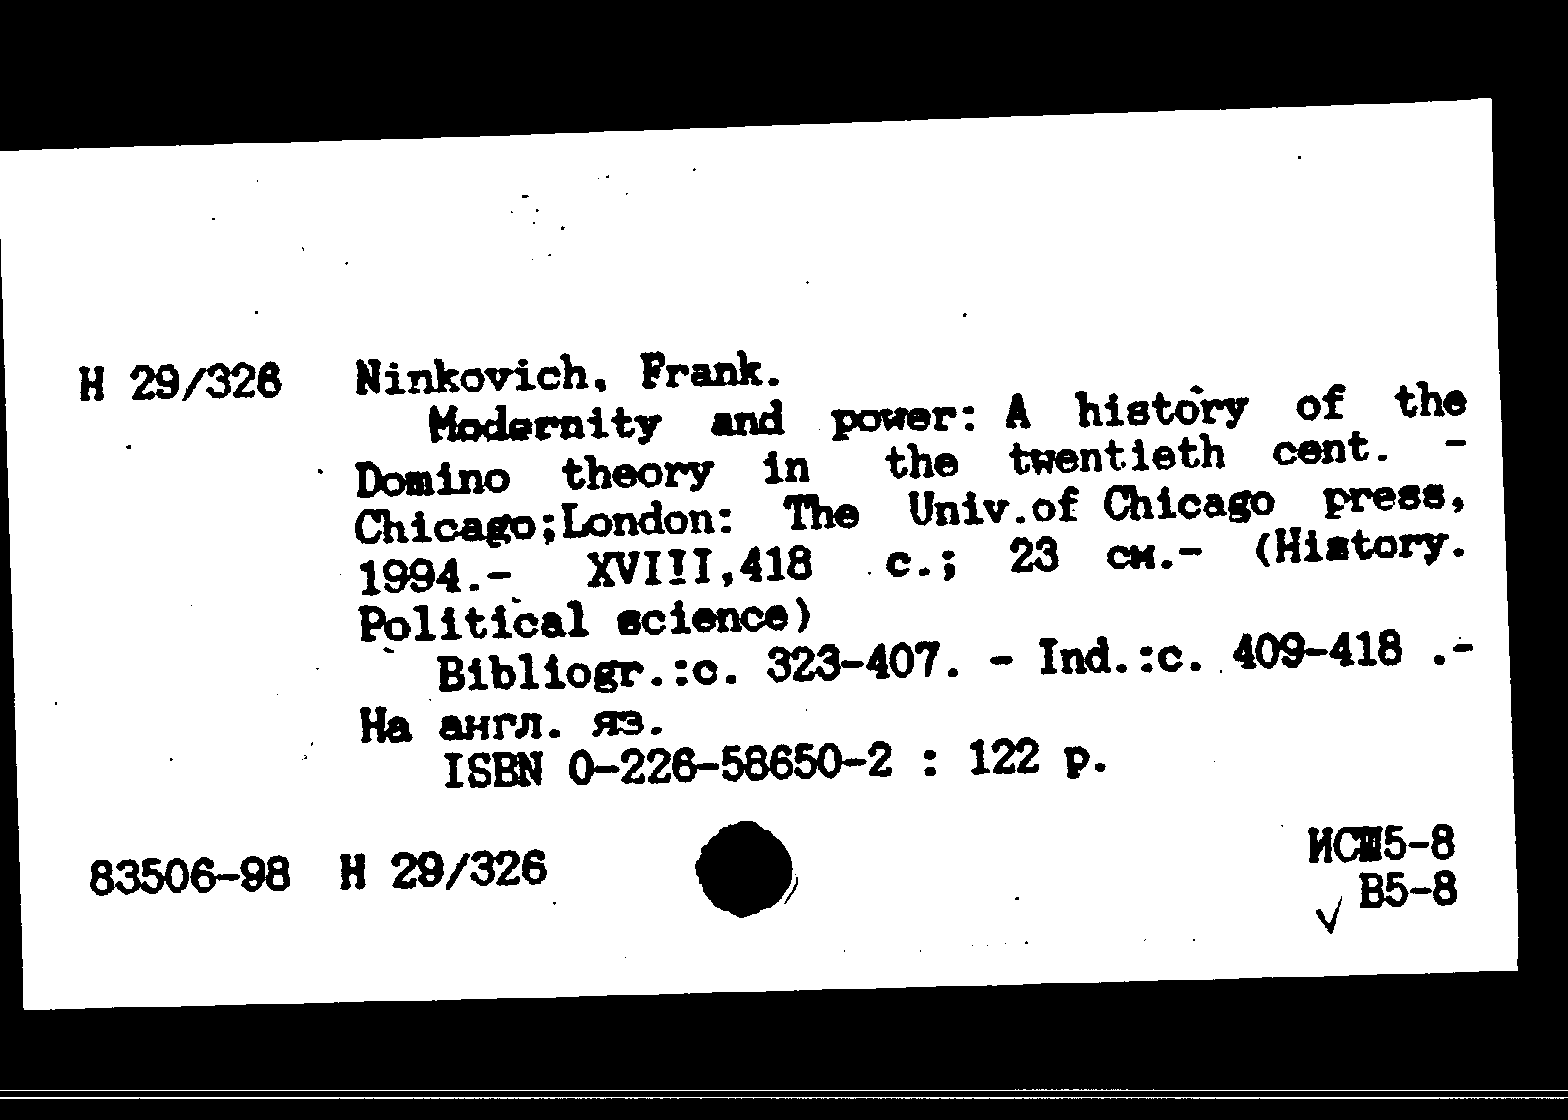 Н 29/326 Ninkovich, Frank.
Modernity and power: A history of the
Domino theory in the twentieth cent. -
Chicago;London: The Univ.of Chicago press,
1994.- XVIII,418 с.; 23 см.- (History.
Political science)
Bibliogr.:с. 323-407. - Ind.:с. 409-418 .-
На англ. яз.
ISBN 0-226-58650-2 : 122 р.
83506-98 Н 29/326
ИСШ5-8
В5-8